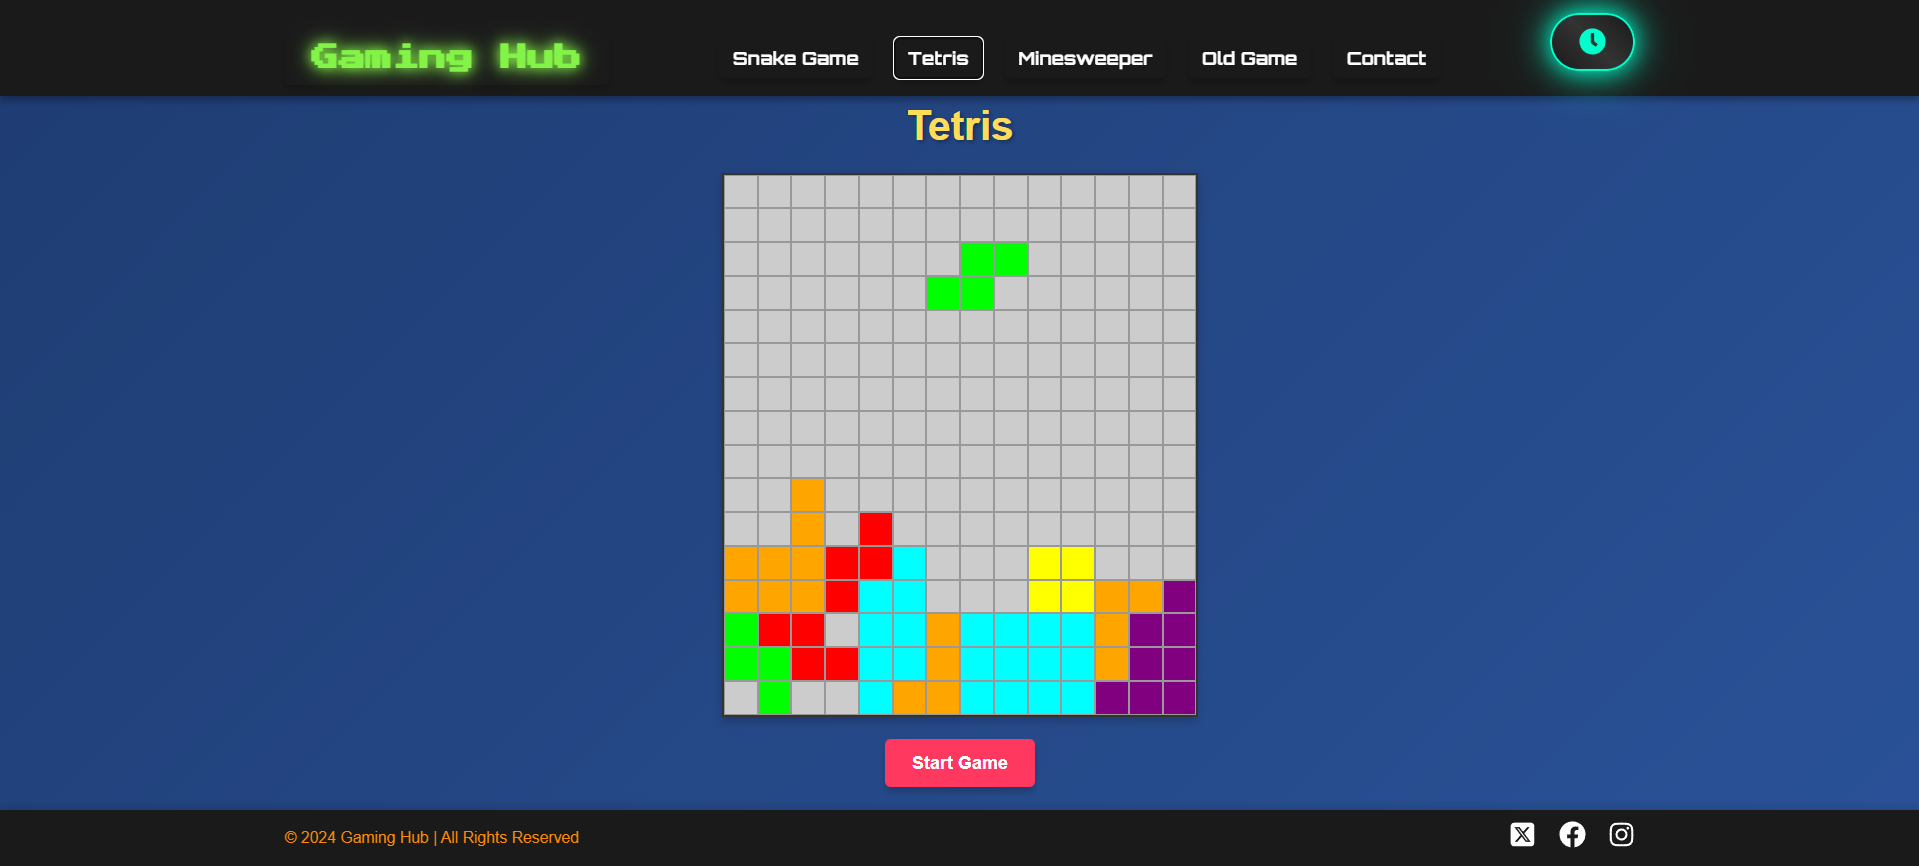 Gaming Hub
Snake Game
Tetris
Minesweeper
Old Game
Contact
Tetris
Start Game
© 2024 Gaming Hub | All Rights Reserved